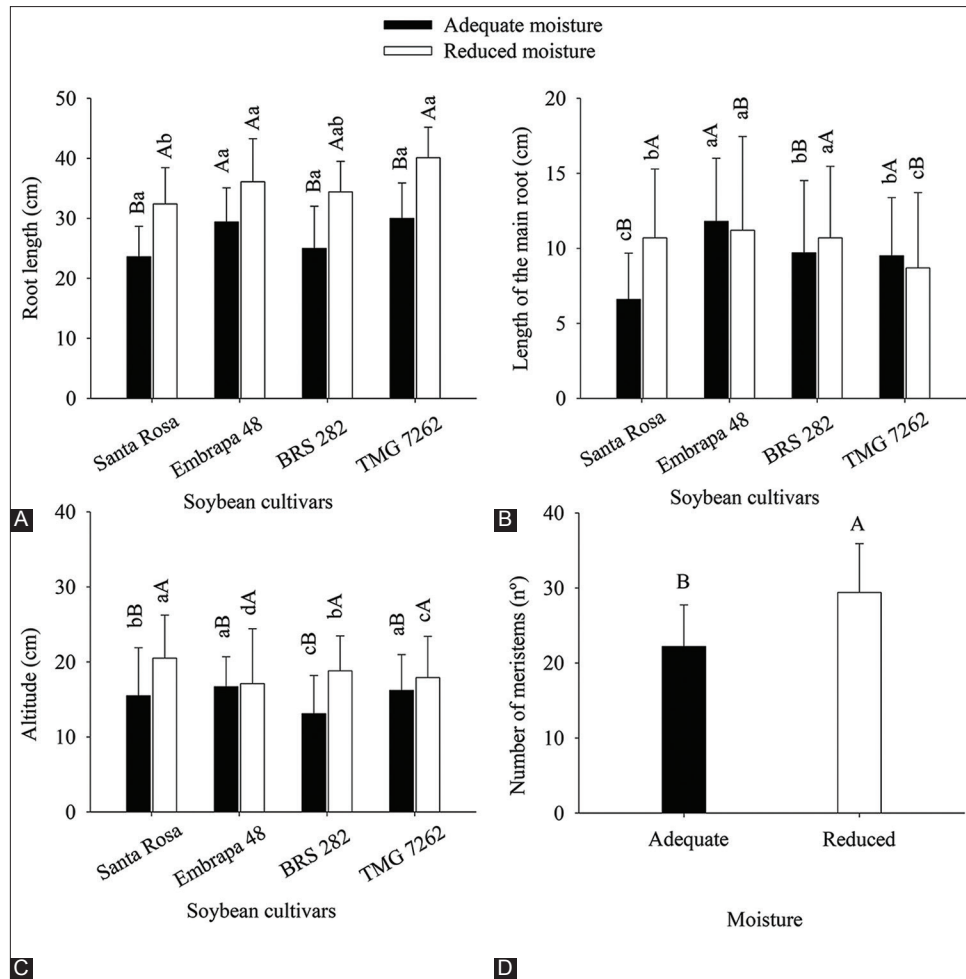 Adequate moisture
Reduced moisture
Root length (cm)
50
40
30
20
10
0
Ba
Ab
Aa
Aa
Ba
Aab
Ba
Aa
Santa Rosa
Embrapa 48
BRS 282
TMG 7262
Soybean cultivars
A
Length of the main root (cm)
20
15
10
5
0
cB
bA
aA
aB
bB
aA
bA
cB
Santa Rosa
Embrapa 48
BRS 282
TMG 7262
Soybean cultivars
B
Altitude (cm)
40
30
20
10
0
bB
aA
aB
dA
cB
bA
aB
cA
Santa Rosa
Embrapa 48
BRS 282
TMG 7262
Soybean cultivars
C
Number of meristems (nº)
40
30
20
10
0
B
A
Adequate
Reduced
Moisture
D